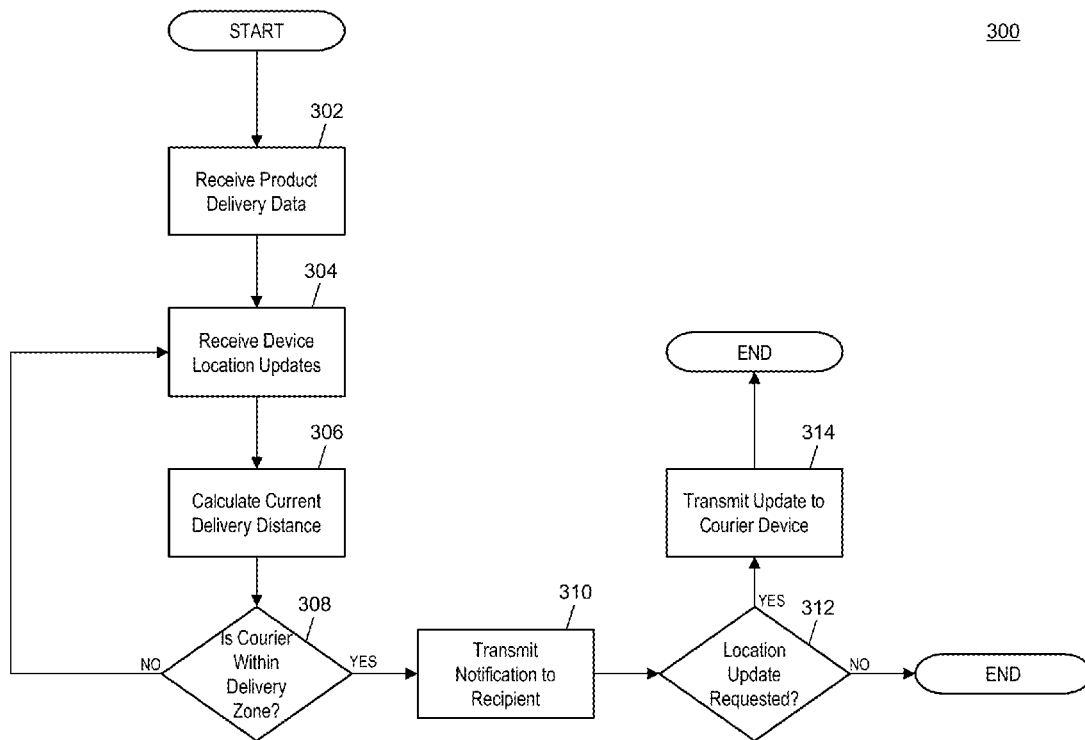 START
300
302
Receive Product
Delivery Data
304
Receive Device
Location Updates
306
Calculate Current
Delivery Distance
308
Is Courier
Within
Delivery
Zone?
NO
YES
310
Transmit
Notification to
Recipient
312
Location
Update
Requested?
YES
NO
END
314
Transmit Update to
Courier Device
END